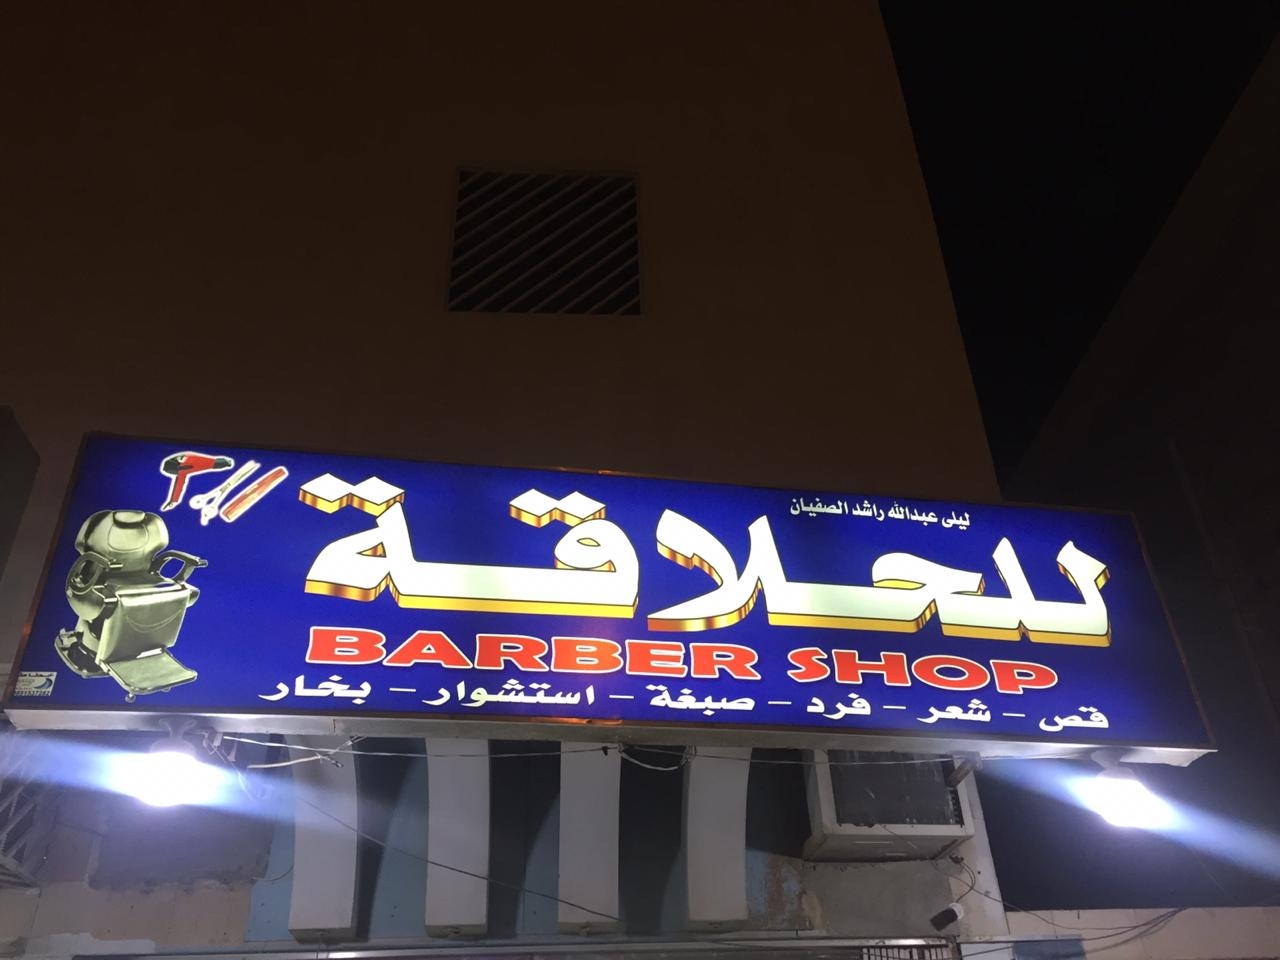 ليلى عبدالله راشد الصفيان
للحلاقة
BARBER SHOP
قص - شعر - فرد - صبغة - استشوار - بخار